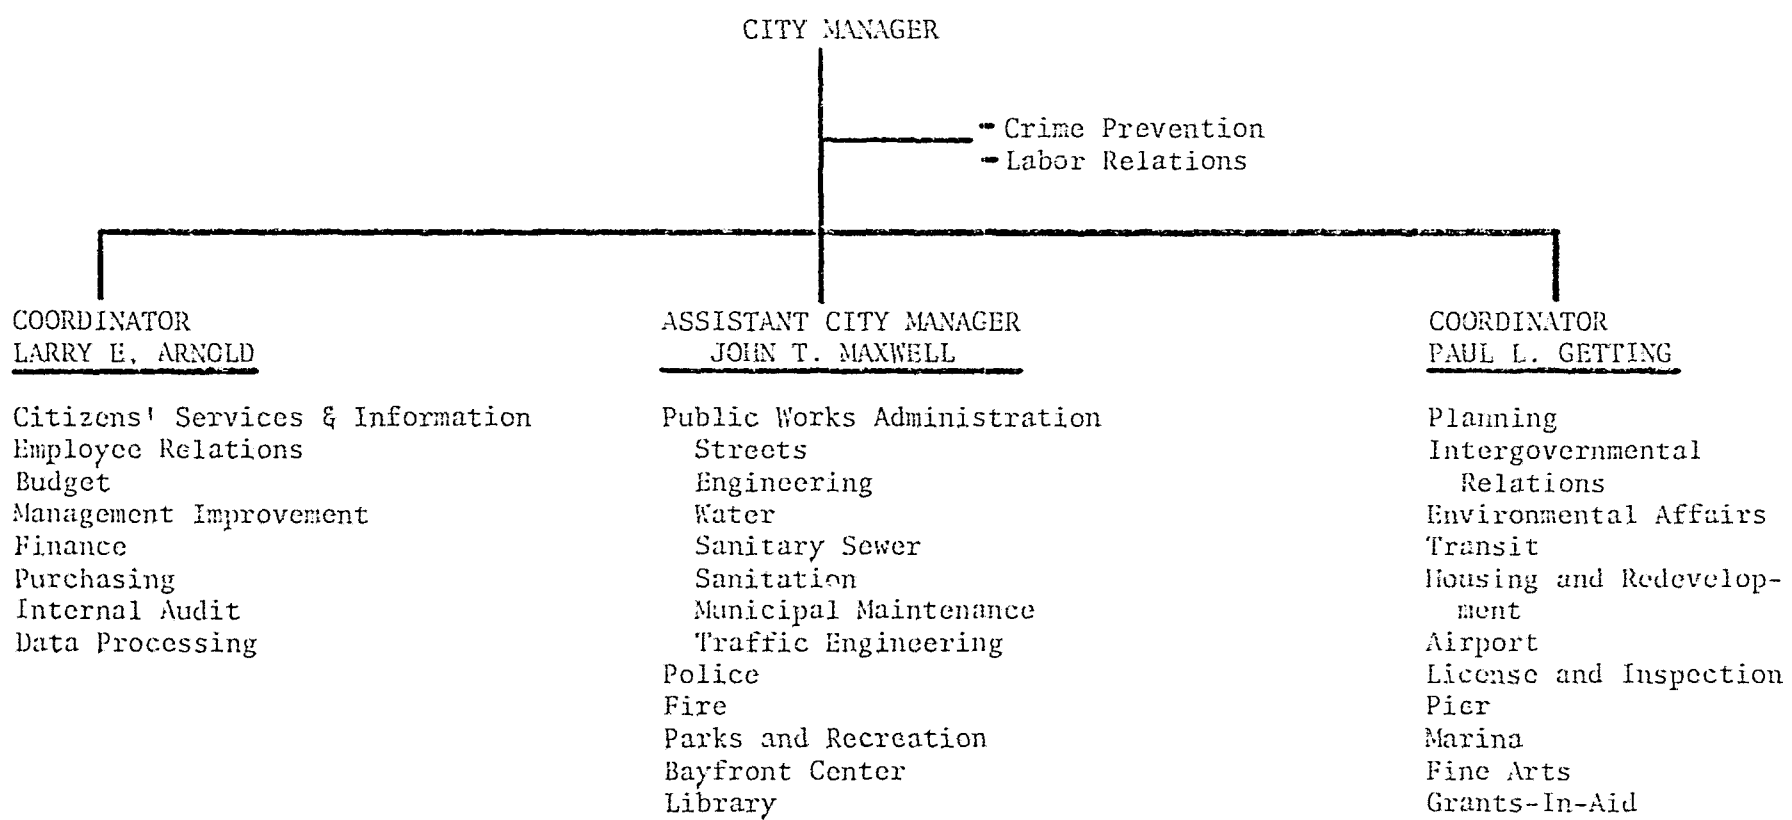 CITY MANAGER
- Crime Prevention
- Labor Relations
COORDINATOR
LARRY E. ARNOLD
Citizens' Services & Information
Employee Relations
Budget
Management Improvement
Finance
Purchasing
Internal Audit
Data Processing
ASSISTANT CITY MANAGER
JOHN T. MAXWELL
Public Works Administration
Streets
Engineering
Water
Sanitary Sewer
Sanitation
Municipal Maintenance
Traffic Engineering
Police
Fire
Parks and Recreation
Bayfront Center
Library
COORDINATOR
PAUL L. GETTING
Planning
Intergovernmental
Relations
Environmental Affairs
Transit
Housing and Redevelop-
ment
Airport
License and Inspection
Pier
Marina
Fine Arts
Grants-In-Aid